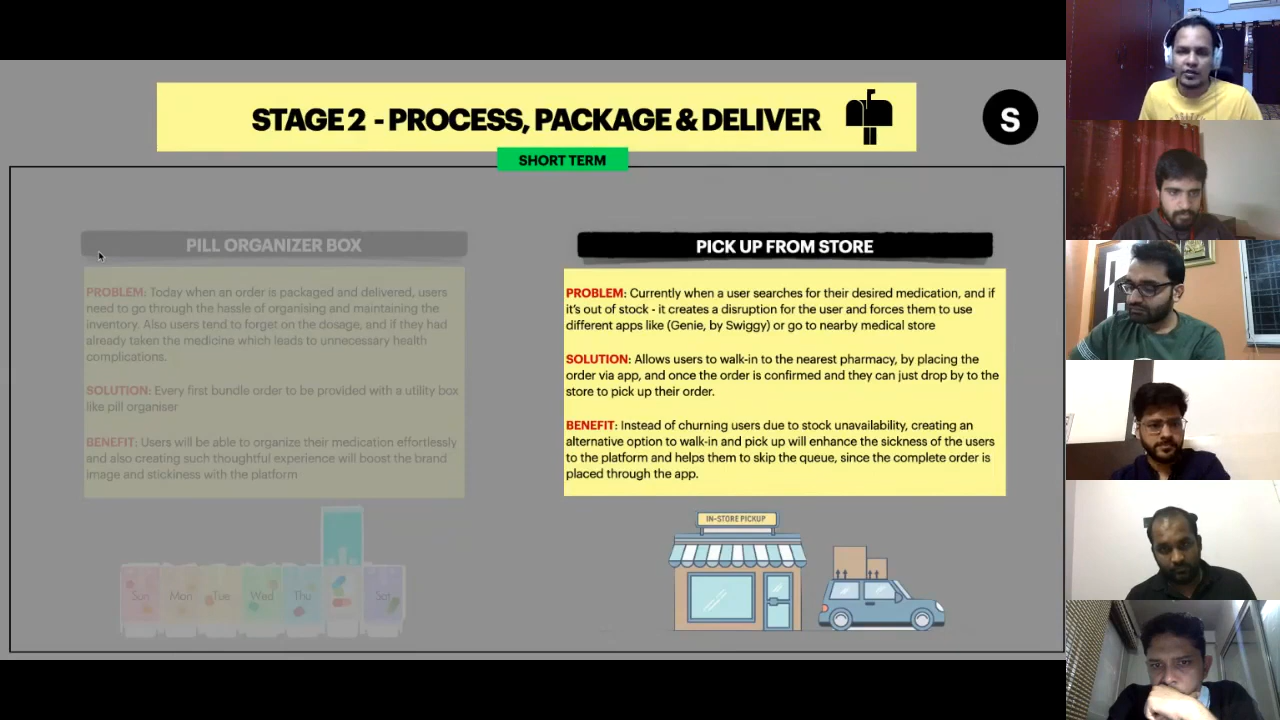 STAGE 2 - PROCESS, PACKAGE & DELIVER
S
SHORT TERM
PILL ORGANIZER BOX
PROBLEM: Today when an order is packaged and delivered, users
need to go through the hassle of organising and maintaining the
inventory. Also users tend to forget on the dosage, and if they had
already taken the medicine which leads to unnecessary health
complications.
SOLUTION: Every first bundle order to be provided with a utility box
like pill organiser
BENEFIT: Users will be able to organize their medication effortlessly
and also creating such thoughtful experience will boost the brand
image and stickiness with the platform
Sun Mon Tue Wed Thu Sat
PICK UP FROM STORE
PROBLEM: Currently when a user searches for their desired medication, and if
it's out of stock - it creates a disruption for the user and forces them to use
different apps like (Genie, by Swiggy) or go to nearby medical store
SOLUTION: Allows users to walk-in to the nearest pharmacy, by placing the
order via app, and once the order is confirmed and they can just drop by to the
store to pick up their order.
BENEFIT: Instead of churning users due to stock unavailability, creating an
alternative option to walk-in and pick up will enhance the sickness of the users
to the platform and helps them to skip the queue, since the complete order is
placed through the app.
IN-STORE PICKUP